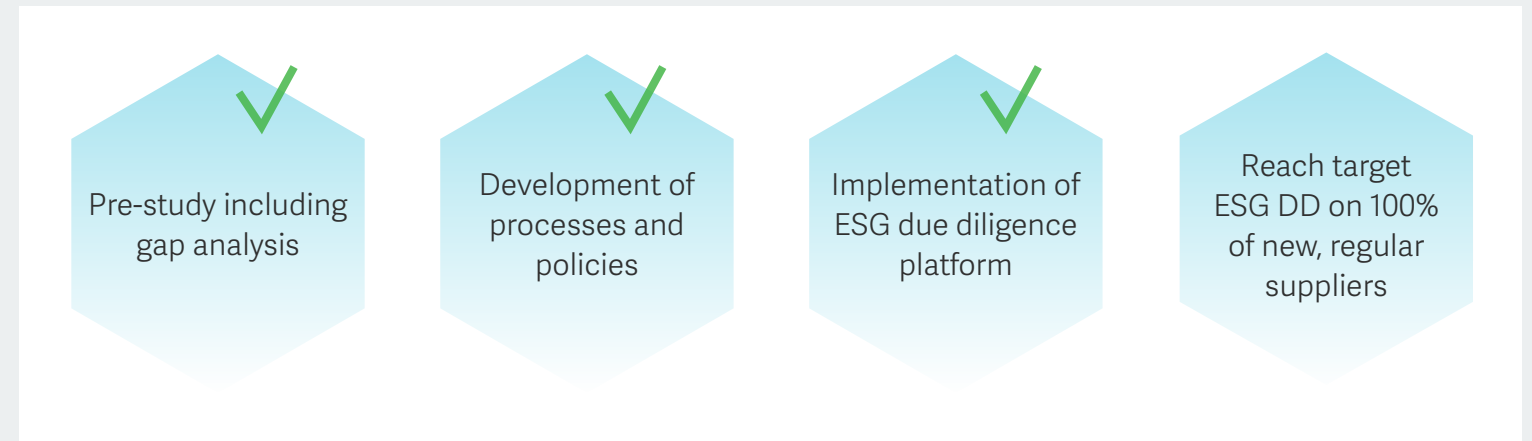 Pre-study including
gap analysis
Development of
processes and
policies
Implementation of
ESG due diligence
platform
Reach target
ESG DD on 100%
of new, regular
suppliers